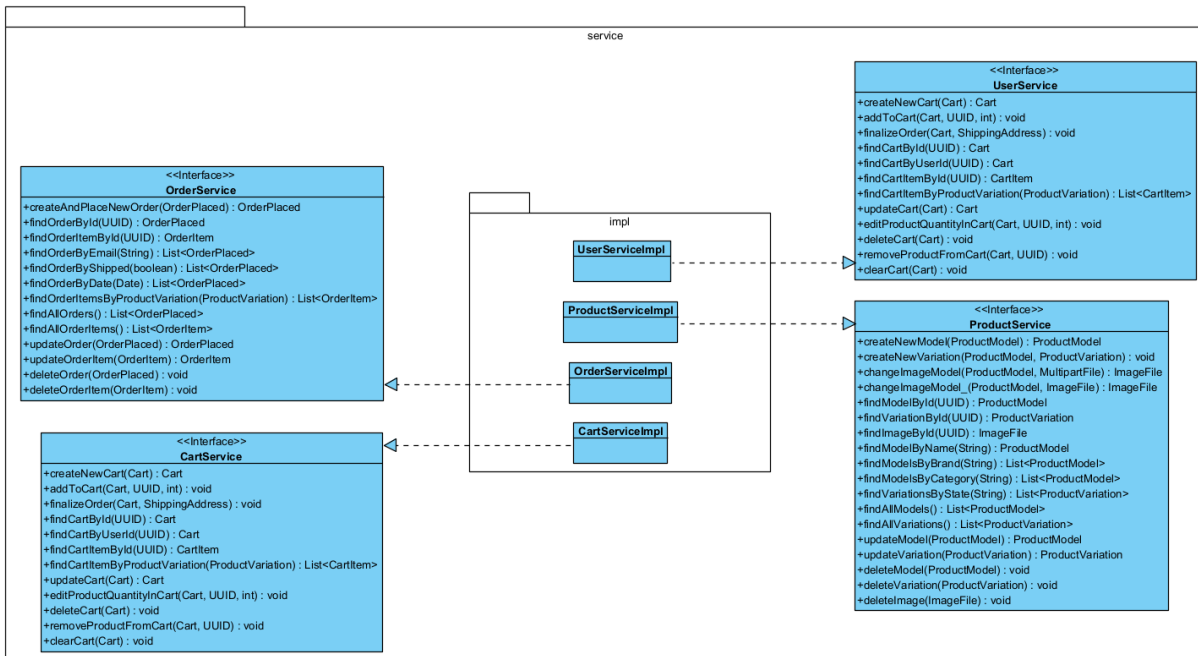 service
<<Interface>>
UserService
+createNewCart(Cart) : Cart
+addToCart(Cart, UUID, int) : void
+finalizeOrder(Cart, ShippingAddress) : void
+findCartById(UUID) : Cart
+findCartByUserId(UUID) : Cart
+findCartItemById(UUID) : CartItem
+findCartItemByProductVariation(ProductVariation) : List<CartItem>
+updateCart(Cart) : Cart
+editProductQuantityInCart(Cart, UUID, int) : void
+deleteCart(Cart) : void
+removeProductFromCart(Cart, UUID) : void
+clearCart(Cart) : void
<<Interface>>
OrderService
+createAndPlaceNewOrder(OrderPlaced) : OrderPlaced
+findOrderById(UUID) : OrderPlaced
+findOrderItemById(UUID) : OrderItem
+findOrderByEmail(String) : List<OrderPlaced>
+findOrderByShipped(boolean) : List<OrderPlaced>
+findOrderByDate(Date) : List<OrderPlaced>
+findOrderItemsByProductVariation(ProductVariation) : List<OrderItem>
+findAllOrders() : List<OrderPlaced>
+findAllOrderItems() : List<OrderItem>
+updateOrder(OrderPlaced) : OrderPlaced
+updateOrderItem(OrderItem) : OrderItem
+deleteOrder(OrderPlaced) : void
+deleteOrderItem(OrderItem) : void
impl
UserServiceImpl
ProductServiceImpl
OrderServiceImpl
CartServiceImpl
<<Interface>>
ProductService
+createNewModel(ProductModel) : ProductModel
+createNewVariation(ProductModel, ProductVariation) : void
+changeImageModel(ProductModel, MultipartFile) : ImageFile
+changeImageModel_(ProductModel, ImageFile) : ImageFile
+findModelById(UUID) : ProductModel
+findVariationById(UUID) : ProductVariation
+findImageById(UUID) : ImageFile
+findModelByName(String) : ProductModel
+findModelsByBrand(String) : List<ProductModel>
+findModelsByCategory(String) : List<ProductModel>
+findVariationsByState(String) : List<ProductVariation>
+findAllModels() : List<ProductModel>
+findAllVariations() : List<ProductVariation>
+updateModel(ProductModel) : ProductModel
+updateVariation(ProductVariation) : ProductVariation
+deleteModel(ProductModel) : void
+deleteVariation(ProductVariation) : void
+deleteImage(ImageFile) : void
<<Interface>>
CartService
+createNewCart(Cart) : Cart
+addToCart(Cart, UUID, int) : void
+finalizeOrder(Cart, ShippingAddress) : void
+findCartById(UUID) : Cart
+findCartByUserId(UUID) : Cart
+findCartItemById(UUID) : CartItem
+findCartItemByProductVariation(ProductVariation) : List<CartItem>
+updateCart(Cart) : Cart
+editProductQuantityInCart(Cart, UUID, int) : void
+deleteCart(Cart) : void
+removeProductFromCart(Cart, UUID) : void
+clearCart(Cart) : void